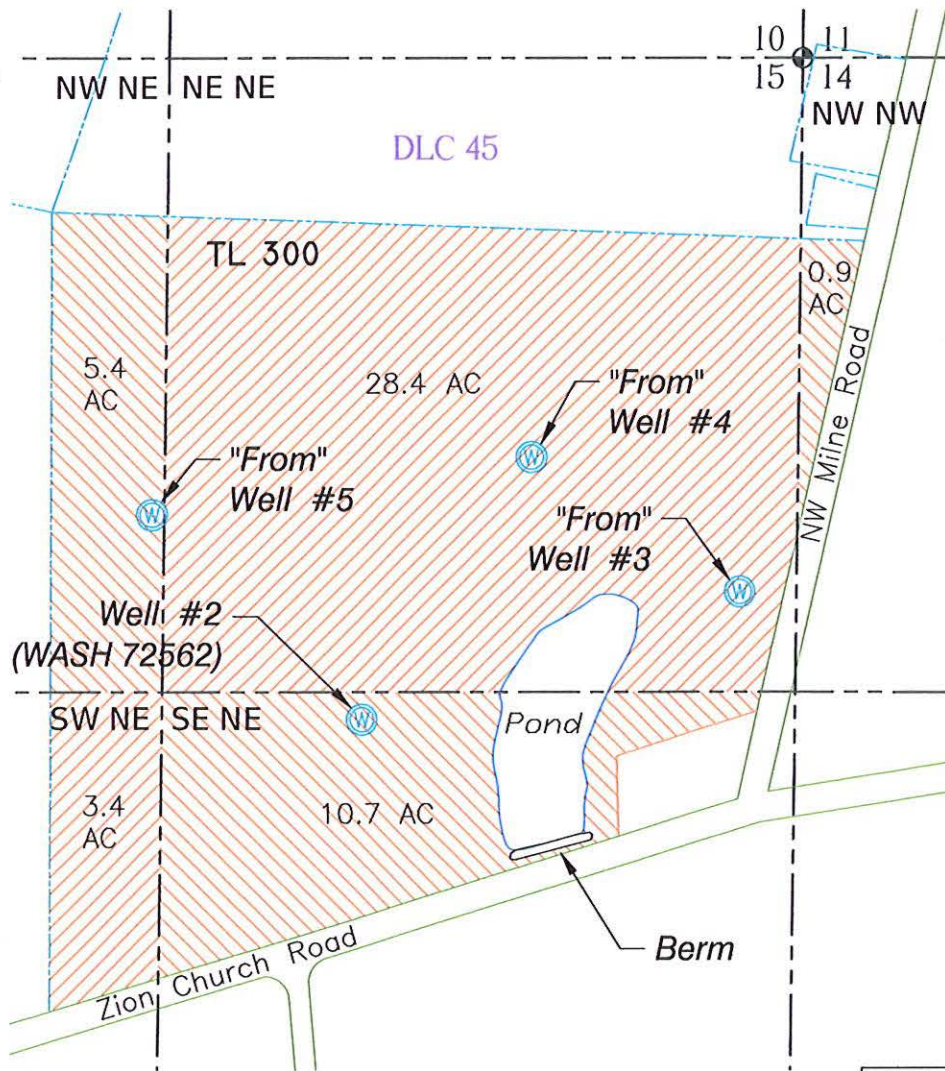 10 11
15 14
NW NE NE NE
NW NW
DLC 45
TL 300
0.9
AC
5.4
AC
28.4 AC
"From"
Well #4
"From"
Well #5
"From"
Well #3
NW Milne Road
Well #2
(WASH 72562)
W
W
W
W
SW NE SE NE
Pond
3.4
AC
10.7 AC
Berm
Zion Church Road